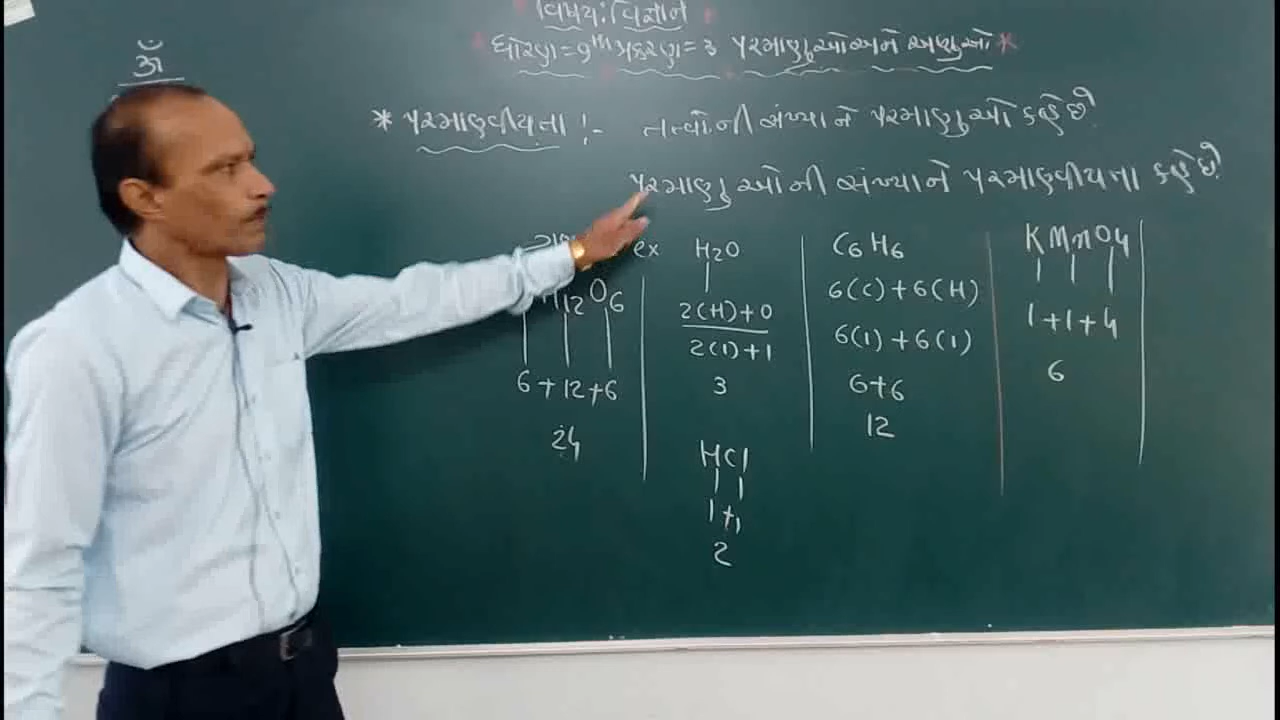 ૐ
વિષય: વિજ્ઞાન
* ધોરણ = 9th પ્રકરણ = 3 પરમાણુઓ અને અણુઓ *
* પરમાણ્વીયતા :- તત્વોની સંખ્યાને પરમાણુઓ કહે છે.
પરમાણુઓની સંખ્યાને પરમાણ્વીયતા કહે છે.
ex H2O C6H6 KMnO4
H12O6 2(H)+O 6(C)+6(H)
2(1)+1 6(1)+6(1) 1+1+4
6+12+6 3 6+6 6
24 12
HCl
1+1
2